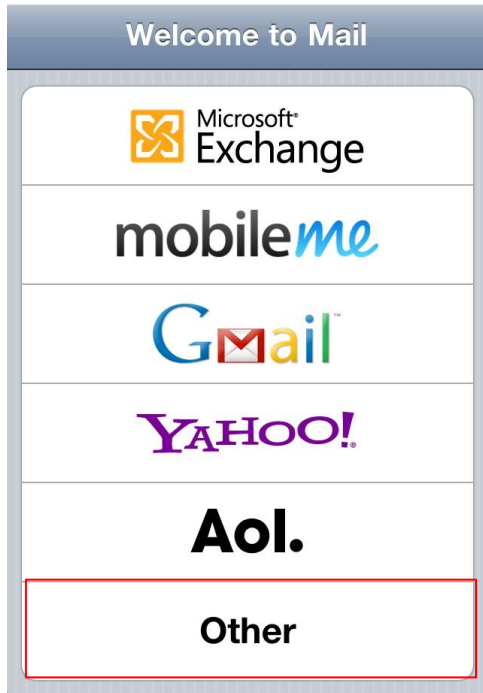 Welcome to Mail
Microsoft®
Exchange
mobileme
Gmail™
YAHOO!®
Aol.
Other